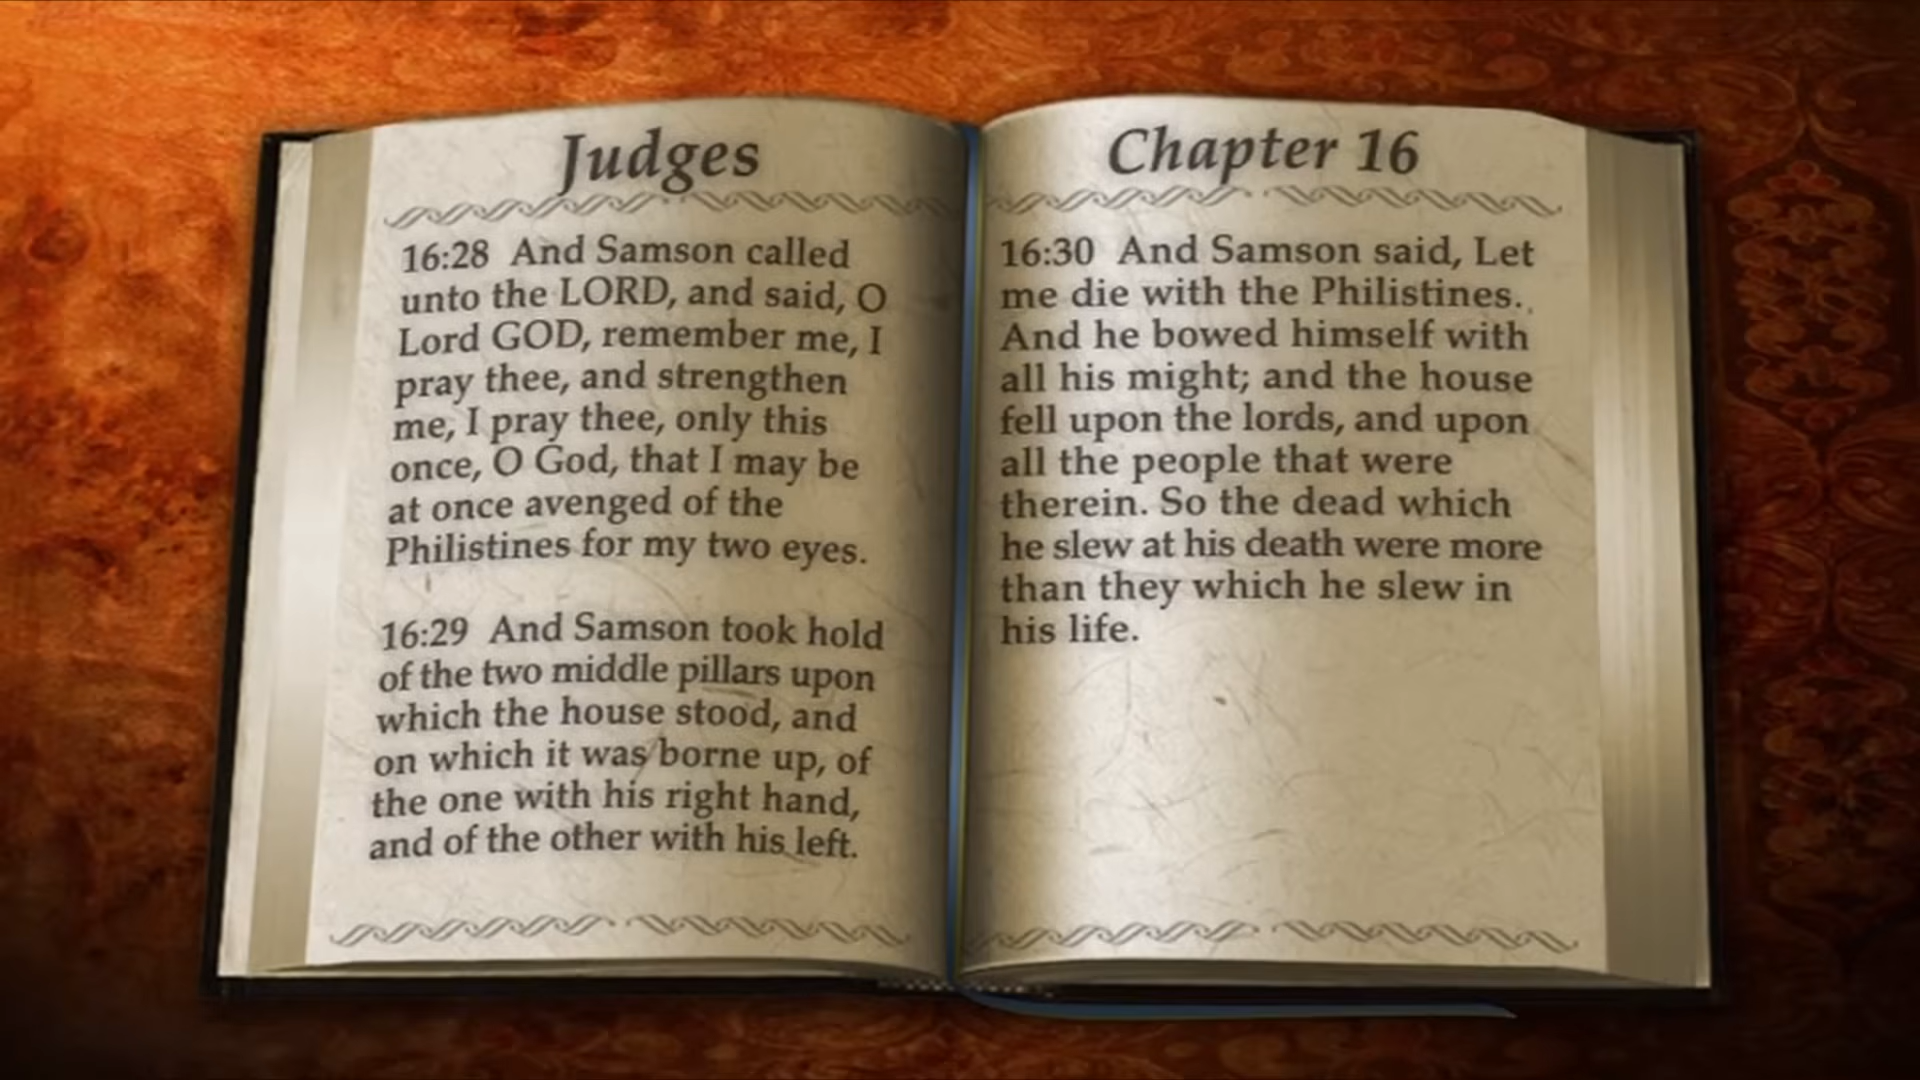 Judges
16:28 And Samson called
unto the LORD, and said, O
Lord GOD, remember me, I
pray thee, and strengthen
me, I pray thee, only this
once, O God, that I may be
at once avenged of the
Philistines for my two eyes.
16:29 And Samson took hold
of the two middle pillars upon
which the house stood, and
on which it was borne up, of
the one with his right hand,
and of the other with his left.
Chapter 16
16:30 And Samson said, Let
me die with the Philistines.
And he bowed himself with
all his might; and the house
fell upon the lords, and upon
all the people that were
therein. So the dead which
he slew at his death were more
than they which he slew in
his life.